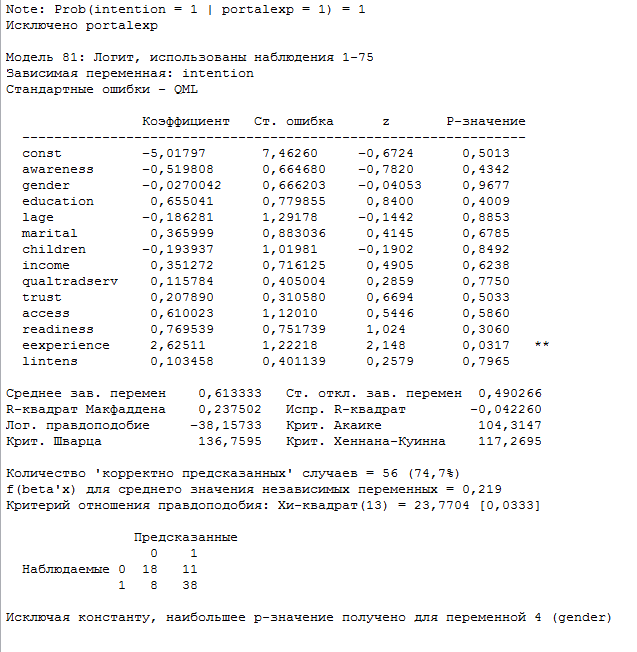 Note: Prob(intention = 1 | portalexp = 1) = 1
Исключено portalexp
Модель 81: Логит, использованы наблюдения 1-75
Зависимая переменная: intention
Стандартные ошибки - QML
Коэффициент Ст. ошибка z P-значение
---------------------------------------------------------------
const -5,01797 7,46260 -0,6724 0,5013
awareness -0,519808 0,664680 -0,7820 0,4342
gender -0,0270042 0,666203 -0,04053 0,9677
education 0,655041 0,779855 0,8400 0,4009
lage -0,186281 1,29178 -0,1442 0,8853
marital 0,365999 0,883036 0,4145 0,6785
children -0,193937 1,01981 -0,1902 0,8492
income 0,351272 0,716125 0,4905 0,6238
qualtradserv 0,115784 0,405004 0,2859 0,7750
trust 0,207890 0,310580 0,6694 0,5033
access 0,610023 1,12010 0,5446 0,5860
readiness 0,769539 0,751739 1,024 0,3060
eexperience 2,62511 1,22218 2,148 0,0317 **
lintens 0,103458 0,401139 0,2579 0,7965
Среднее зав. перемен 0,613333 Ст. откл. зав. перемен 0,490266
R-квадрат Макфаддена 0,237502 Испр. R-квадрат -0,042260
Лог. правдоподобие -38,15733 Крит. Акаике 104,3147
Крит. Шварца 136,7595 Крит. Хеннана-Куинна 117,2695
Количество 'корректно предсказанных' случаев = 56 (74,7%)
f(beta'x) для среднего значения независимых переменных = 0,219
Критерий отношения правдоподобия: Хи-квадрат(13) = 23,7704 [0,0333]
Предсказанные
0 1
Наблюдаемые 0 18 11
1 8 38
Исключая константу, наибольшее р-значение получено для переменной 4 (gender)